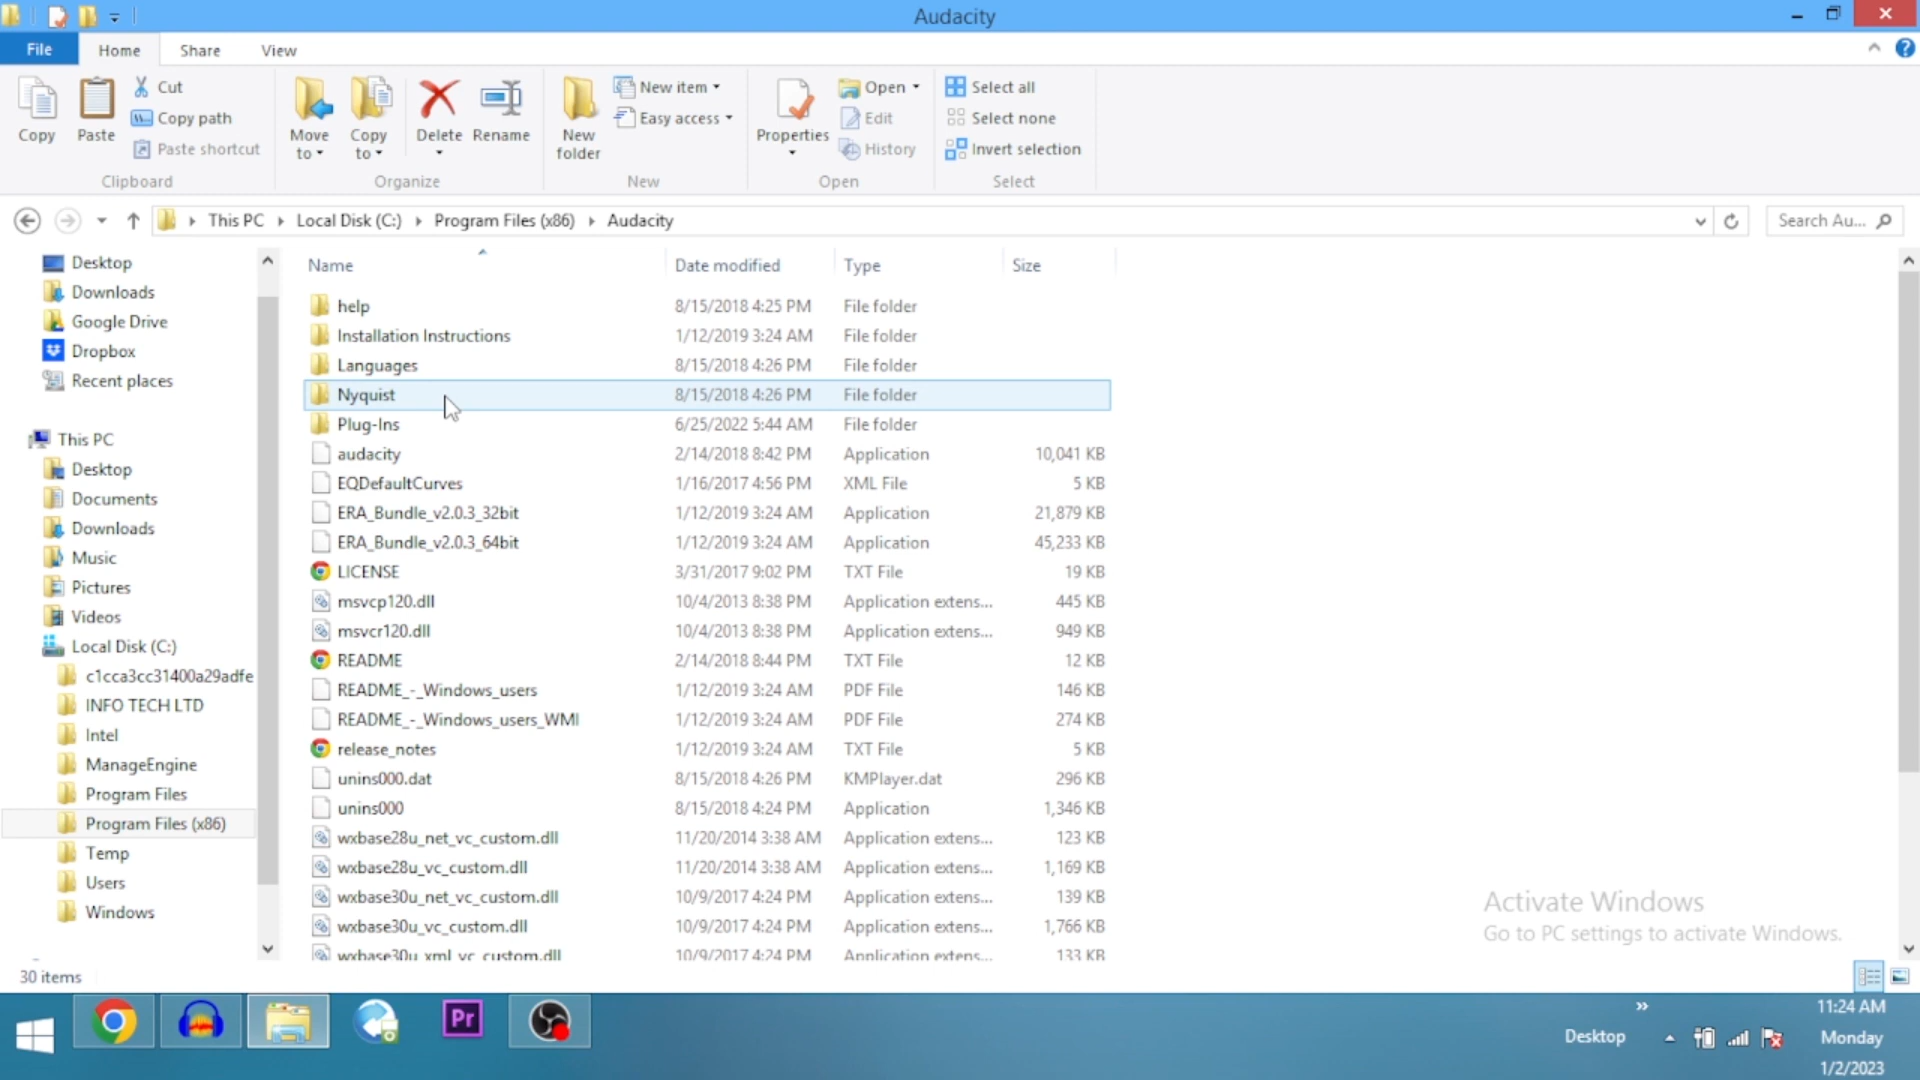 Audacity
File
Home
Share
View
Copy
Paste
Cut
Copy path
Paste shortcut
Clipboard
Move to
Copy to
Delete
Rename
Organize
New folder
New item
Easy access
New
Properties
Open
Edit
History
Open
Select all
Select none
Invert selection
Select
This PC
Local Disk (C:)
Program Files (x86)
Audacity
Search Au...
Desktop
Downloads
Google Drive
Dropbox
Recent places
This PC
Desktop
Documents
Downloads
Music
Pictures
Videos
Local Disk (C:)
c1cca3cc31400a29adfe
INFO TECH LTD
Intel
ManageEngine
Program Files
Program Files (x86)
Temp
Users
Windows
Name Date modified Type Size
help 8/15/2018 4:25 PM File folder
Installation Instructions 1/12/2019 3:24 AM File folder
Languages 8/15/2018 4:26 PM File folder
Nyquist 8/15/2018 4:26 PM File folder
Plug-Ins 6/25/2022 5:44 AM File folder
audacity 2/14/2018 8:42 PM Application 10,041 KB
EQDefaultCurves 1/16/2017 4:56 PM XML File 5 KB
ERA_Bundle_v2.0.3_32bit 1/12/2019 3:24 AM Application 21,879 KB
ERA_Bundle_v2.0.3_64bit 1/12/2019 3:24 AM Application 45,233 KB
LICENSE 3/31/2017 9:02 PM TXT File 19 KB
msvcp120.dll 10/4/2013 8:38 PM Application extens... 445 KB
msvcr120.dll 10/4/2013 8:38 PM Application extens... 949 KB
README 2/14/2018 8:44 PM TXT File 12 KB
README_-_Windows_users 1/12/2019 3:24 AM PDF File 146 KB
README_-_Windows_users_WMI 1/12/2019 3:24 AM PDF File 274 KB
release_notes 1/12/2019 3:24 AM TXT File 5 KB
unins000.dat 8/15/2018 4:26 PM KMPlayer.dat 296 KB
unins000 8/15/2018 4:24 PM Application 1,346 KB
wxbase28u_net_vc_custom.dll 11/20/2014 3:38 AM Application extens... 123 KB
wxbase28u_vc_custom.dll 11/20/2014 3:38 AM Application extens... 1,169 KB
wxbase30u_net_vc_custom.dll 10/9/2017 4:24 PM Application extens... 139 KB
wxbase30u_vc_custom.dll 10/9/2017 4:24 PM Application extens... 1,766 KB
wxbase30u_xml_vc_custom.dll 10/9/2017 4:24 PM Application extens... 133 KB
Activate Windows
Go to PC settings to activate Windows.
30 items
Pr
Desktop
11:24 AM
Monday
1/2/2023